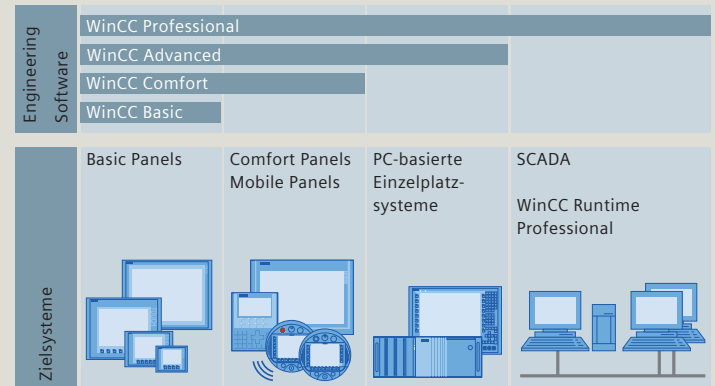 Engineering
Software
WinCC Professional
WinCC Advanced
WinCC Comfort
WinCC Basic
Zielsysteme
Basic Panels
Comfort Panels
Mobile Panels
PC-basierte
Einzelplatz-
systeme
SCADA
WinCC Runtime
Professional